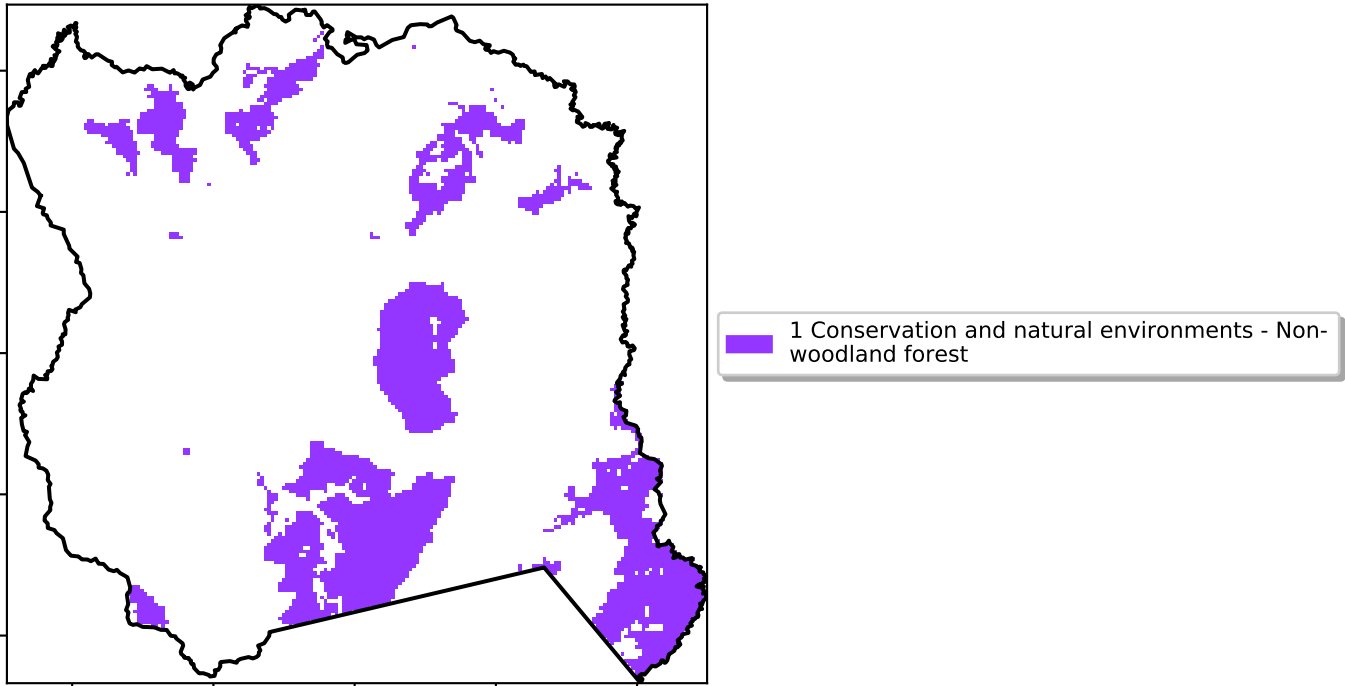 1 Conservation and natural environments - Non-
woodland forest